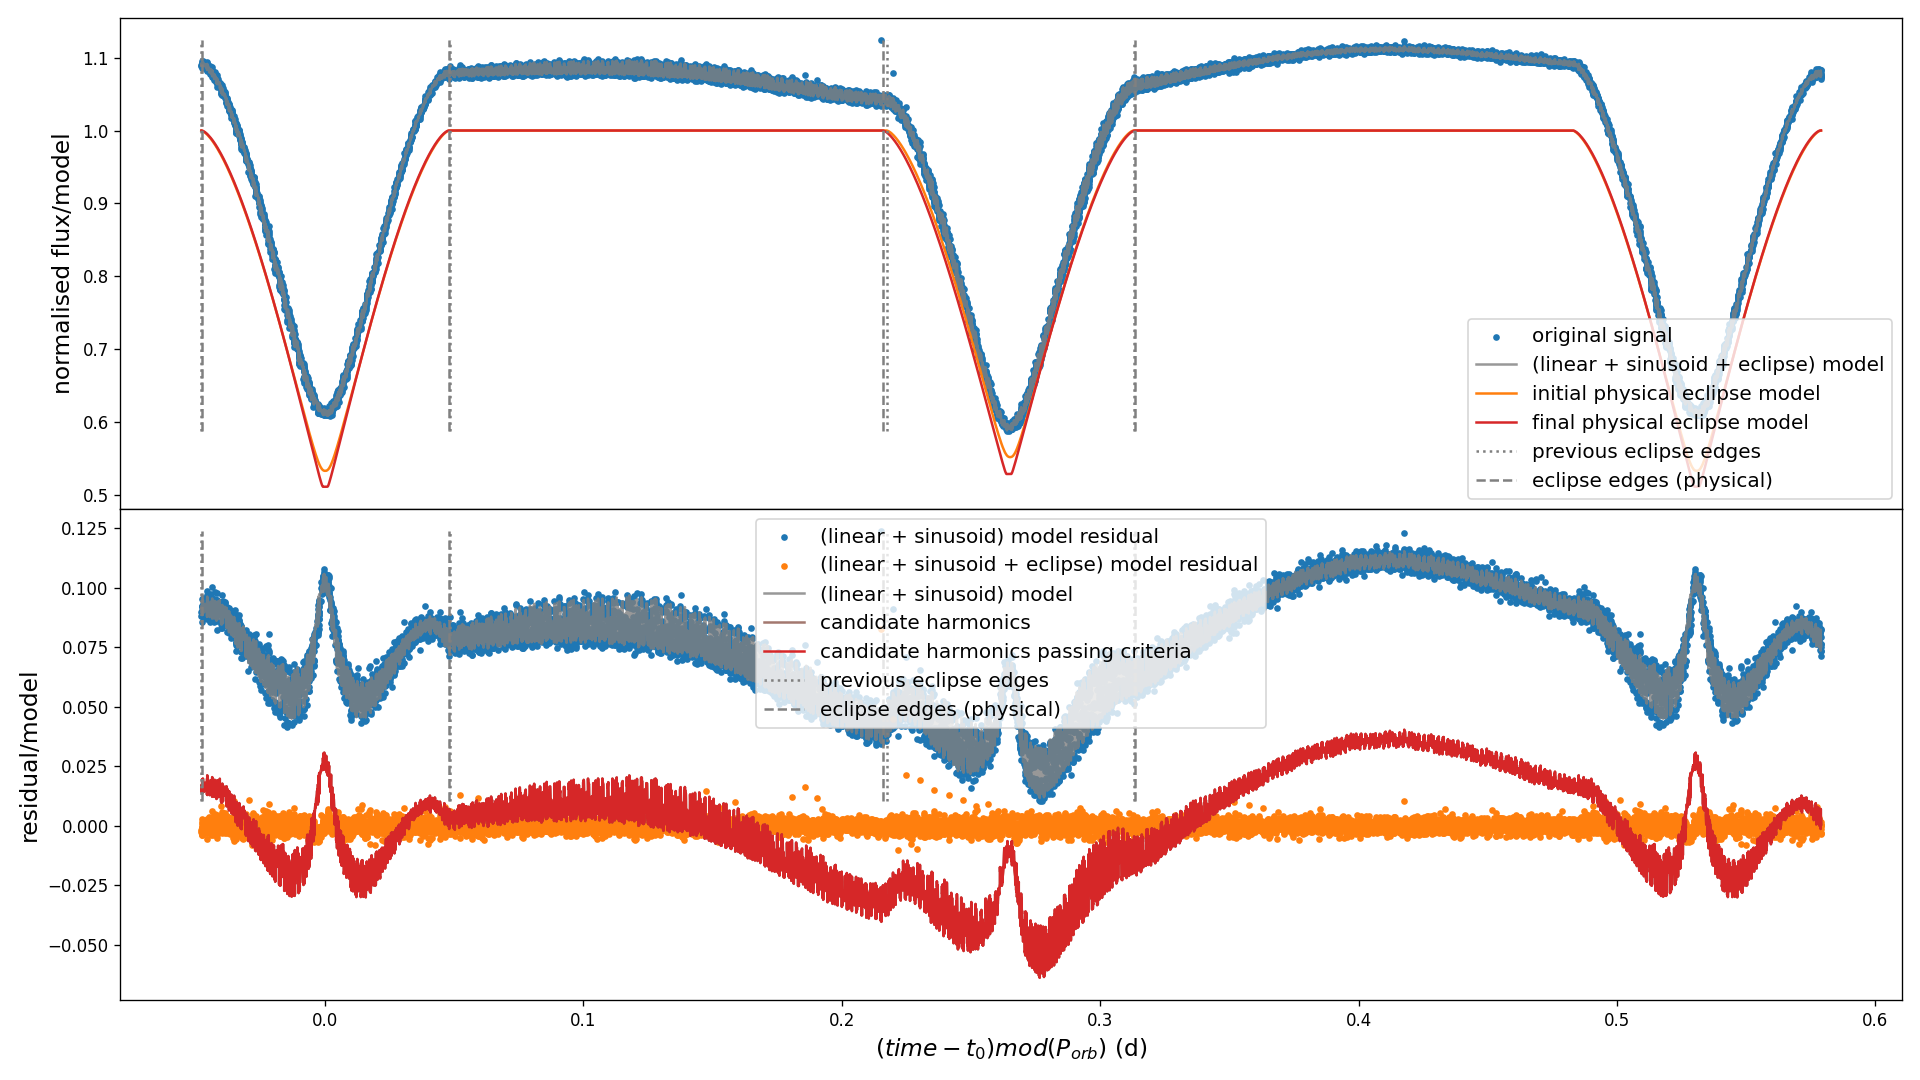 normalised flux/model
1.1
1.0
0.9
0.8
0.7
0.6
0.5
original signal
(linear + sinusoid + eclipse) model
initial physical eclipse model
final physical eclipse model
previous eclipse edges
eclipse edges (physical)
residual/model
0.125
0.100
0.075
0.050
0.025
0.000
−0.025
−0.050
(linear + sinusoid) model residual
(linear + sinusoid + eclipse) model residual
(linear + sinusoid) model
candidate harmonics
candidate harmonics passing criteria
previous eclipse edges
eclipse edges (physical)
0.0 0.1 0.2 0.3 0.4 0.5 0.6
(time − t₀)mod(P_orb) (d)